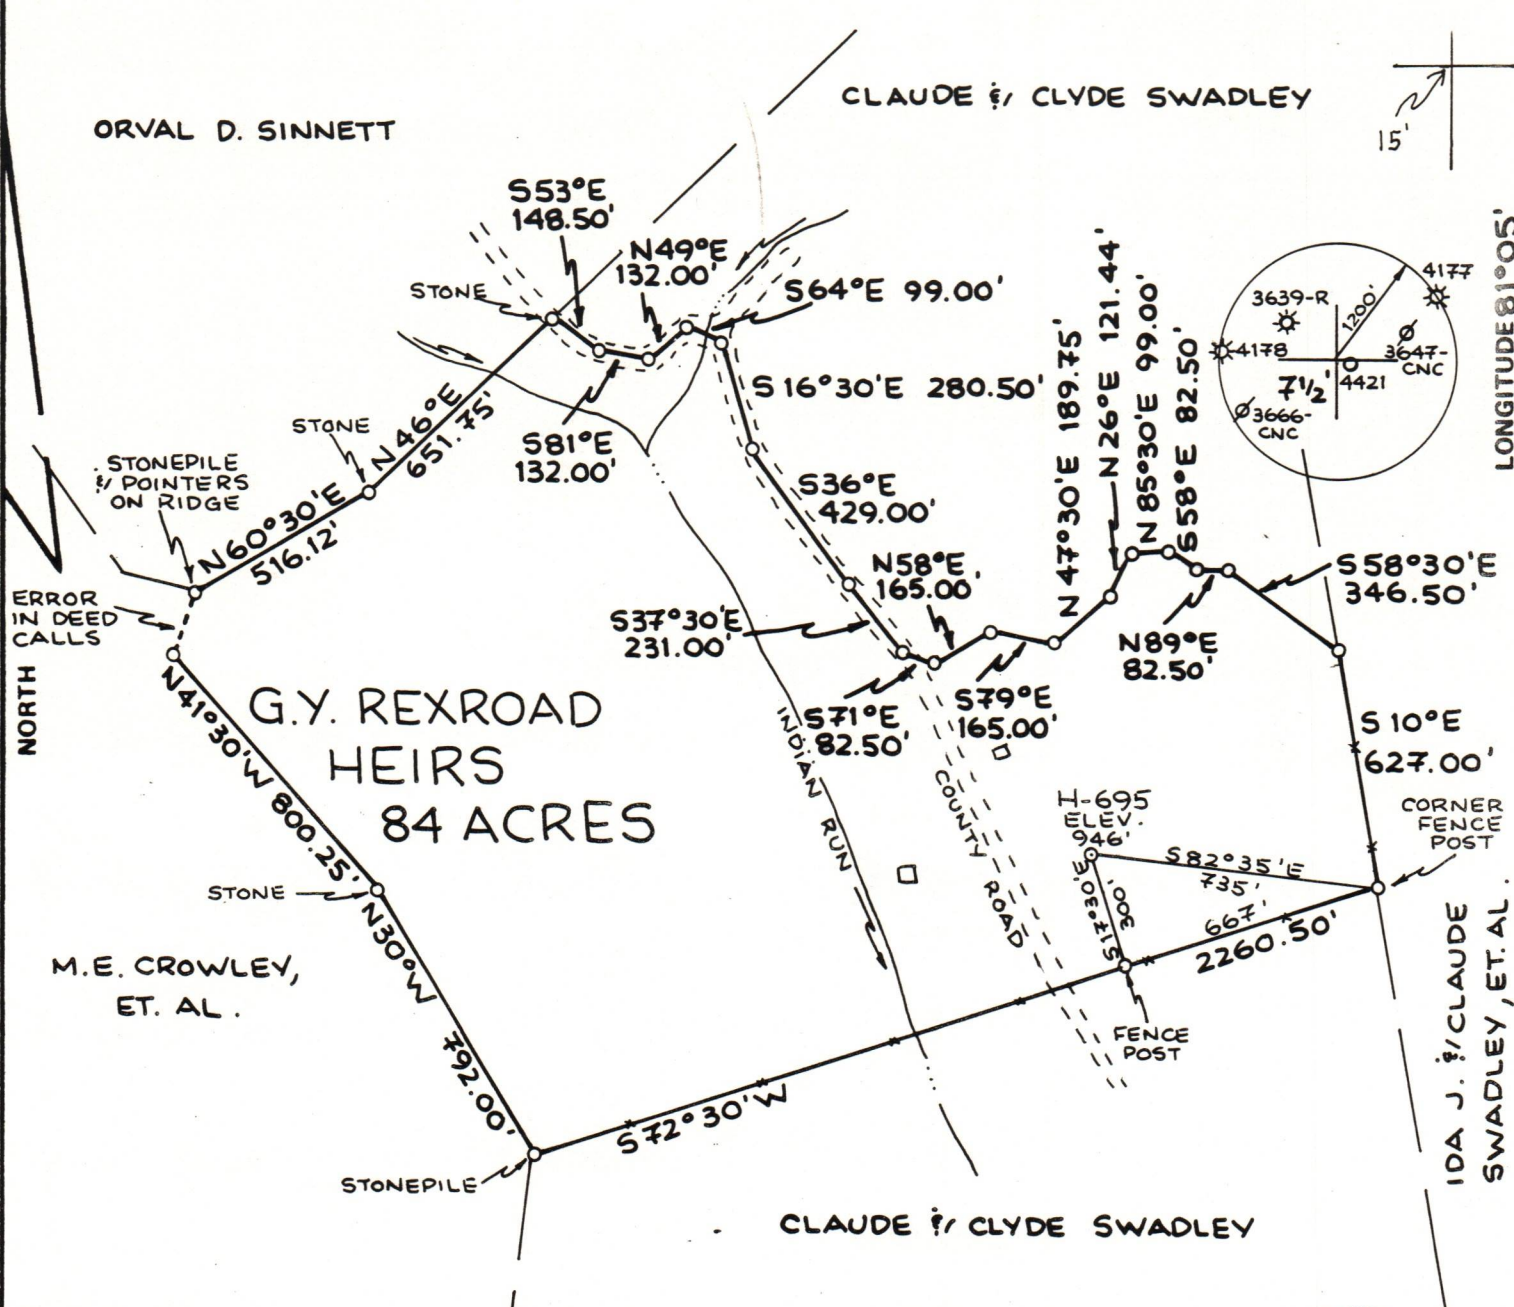 CLAUDE & CLYDE SWADLEY
ORVAL D. SINNETT
15'
S53°E
148.50'
N49°E
132.00'
STONE
S64°E 99.00'
LONGITUDE 81°05'
4177
3639-R
1200'
4178
3647-
CNC
7½'
4421
3666-
CNC
S16°30'E 280.50'
N46°E
651.75'
STONE
S81°E
132.00'
N47°30'E 189.75'
N26°E 121.44'
N85°30'E 99.00'
S58°E 82.50'
STONEPILE
& POINTERS
ON RIDGE
N60°30'E
516.12'
S36°E
429.00'
N58°E
165.00'
S58°30'E
346.50'
ERROR
IN DEED
CALLS
S37°30'E
231.00'
N89°E
82.50'
NORTH
N41°30'W 800.25'
G.Y. REXROAD
HEIRS
84 ACRES
S71°E
82.50'
S79°E
165.00'
S10°E
627.00'
INDIAN RUN
COUNTY ROAD
H-695
ELEV.
946'
CORNER
FENCE
POST
S82°35'E
735'
S17°30'E
300'
667'
2260.50'
STONE
N30°W
792.00'
M.E. CROWLEY,
ET. AL.
FENCE
POST
S72°30'W
STONEPILE
IDA J. & CLAUDE
SWADLEY, ET. AL.
CLAUDE & CLYDE SWADLEY